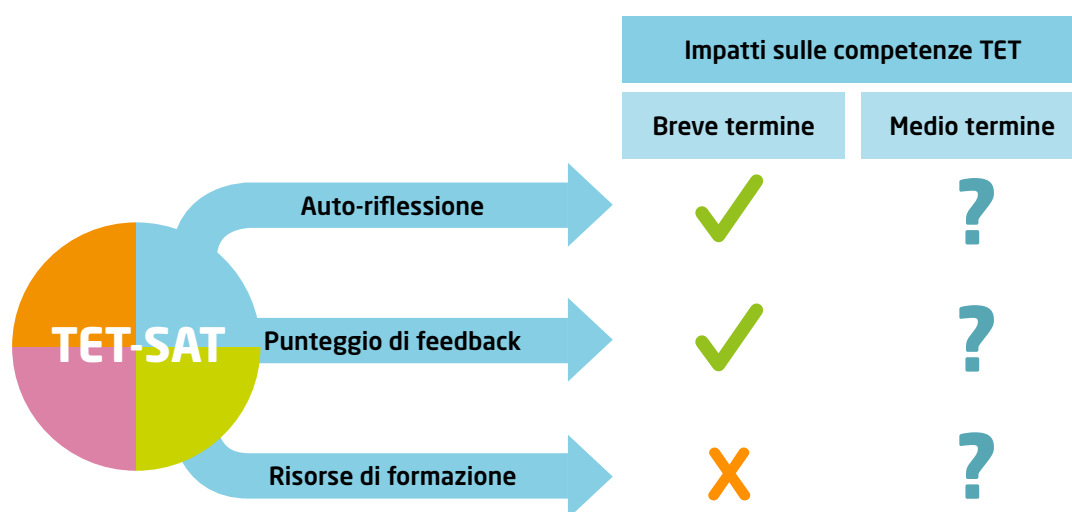 Impatti sulle competenze TET
Breve termine
Medio termine
Auto-riflessione
?
TET-SAT
Punteggio di feedback
?
Risorse di formazione
X
?